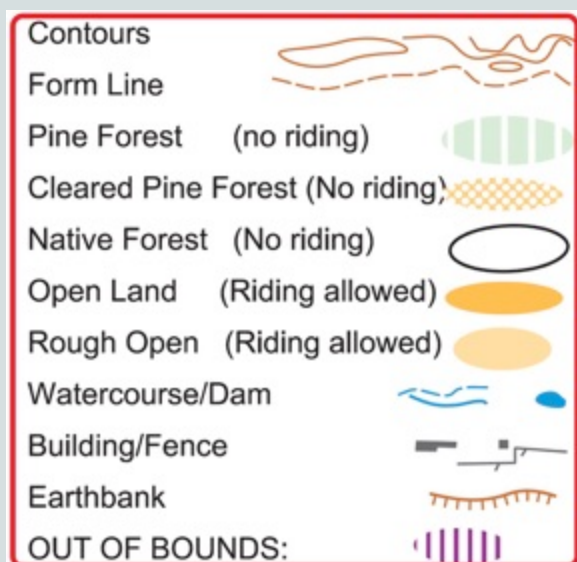 Contours
Form Line
Pine Forest (no riding)
Cleared Pine Forest (No riding)
Native Forest (No riding)
Open Land (Riding allowed)
Rough Open (Riding allowed)
Watercourse/Dam
Building/Fence
Earthbank
OUT OF BOUNDS: